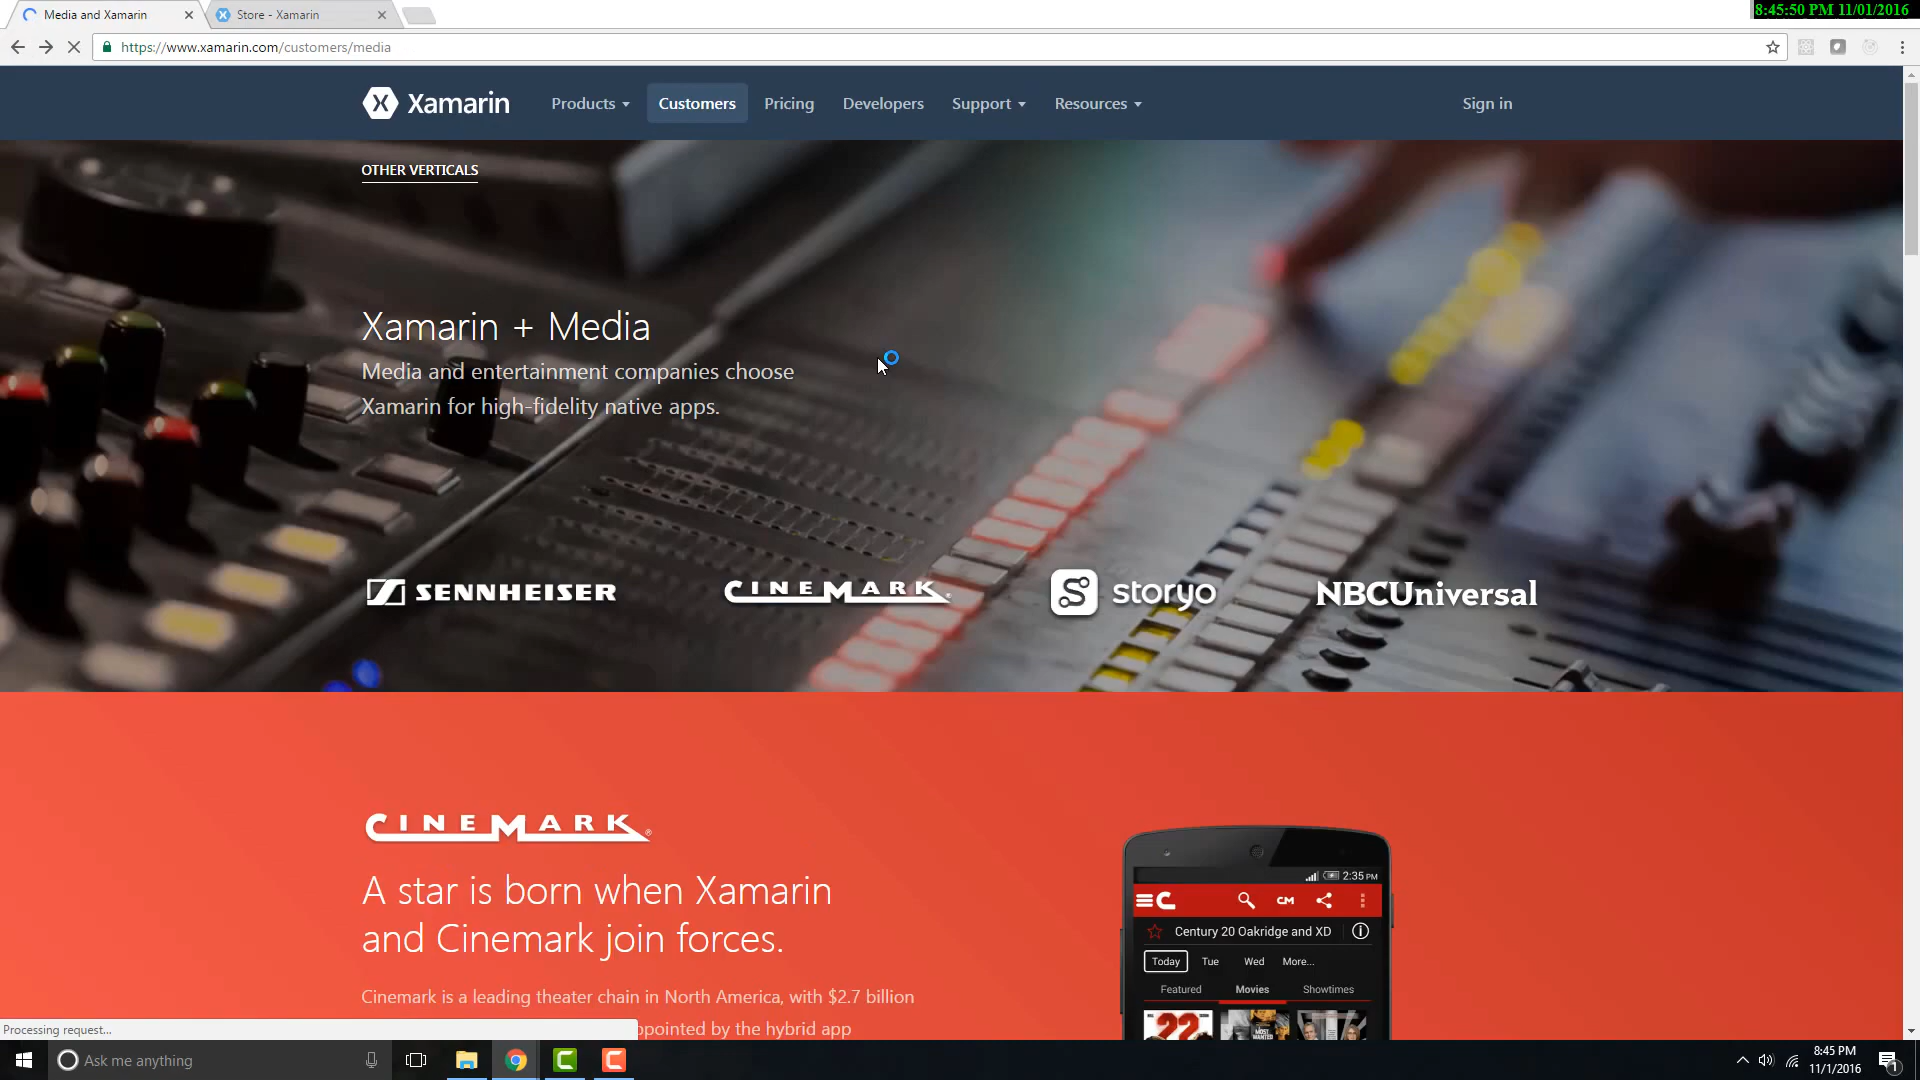 Media and Xamarin
Store - Xamarin
8:45:50 PM 11/01/2016
https://www.xamarin.com/customers/media
Xamarin
Products
Customers
Pricing
Developers
Support
Resources
Sign in
OTHER VERTICALS
Xamarin + Media
Media and entertainment companies choose
Xamarin for high-fidelity native apps.
SENNHEISER
CINEMARK
storyo
NBCUniversal
CINEMARK
A star is born when Xamarin
and Cinemark join forces.
Cinemark is a leading theater chain in North America, with $2.7 billion
ppointed by the hybrid app
2:35 PM
CM
Century 20 Oakridge and XD
Today
Tue
Wed
More...
Featured
Movies
Showtimes
22
Processing request...
Ask me anything
8:45 PM
11/1/2016
1